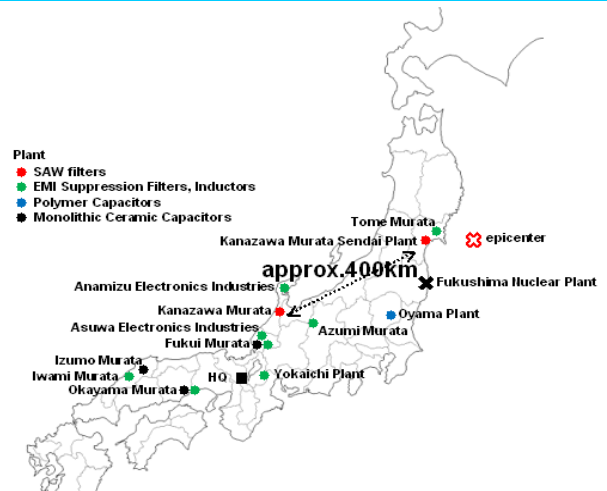 Plant
SAW filters
EMI Suppression Filters, Inductors
Polymer Capacitors
Monolithic Ceramic Capacitors
Tome Murata
Kanazawa Murata Sendai Plant
epicenter
approx.400km
Fukushima Nuclear Plant
Anamizu Electronics Industries
Kanazawa Murata
Oyama Plant
Asuwa Electronics Industries
Azumi Murata
Fukui Murata
Izumo Murata
Iwami Murata
HQ
Yokaichi Plant
Okayama Murata